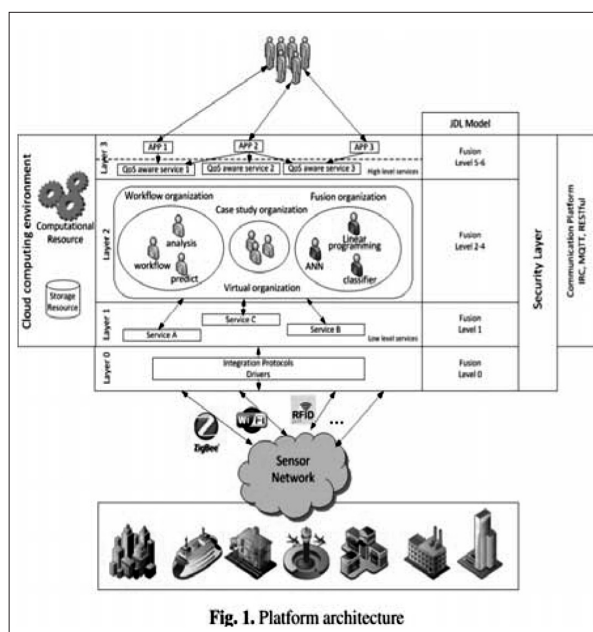 JDL Model
Layer 3
APP 1
APP 2
APP 3
QoS aware service 1
QoS aware service 2
QoS aware service 3
High level services
Fusion
Level 5-6
Cloud computing environment
Computational
Resource
Storage
Resource
Layer 2
Workflow organization
analysis
workflow
predict
Case study organization
Fusion organization
Linear
programming
ANN
classifier
Virtual organization
Fusion
Level 2-4
Layer 1
Service A
Service C
Service B
Low level services
Fusion
Level 1
Layer 0
Integration Protocols
Drivers
Fusion
Level 0
Security Layer
Communication Platform
IRC, MQTT, RESTful
ZigBee
Wi Fi
RFID
...
Sensor
Network
Fig. 1. Platform architecture